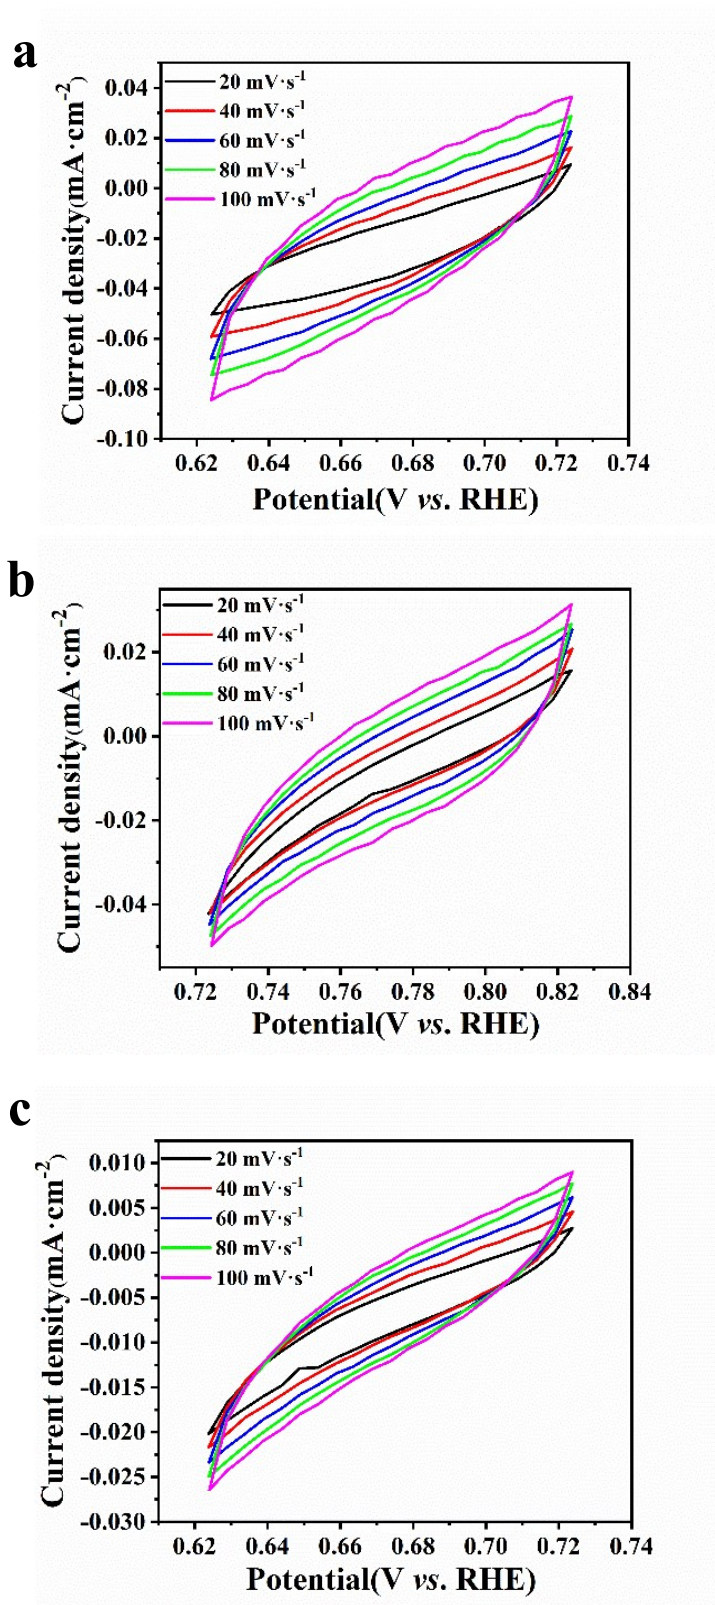 a
Current density(mA·cm-2)
0.04
0.02
0.00
-0.02
-0.04
-0.06
-0.08
-0.10
20 mV·s-1
40 mV·s-1
60 mV·s-1
80 mV·s-1
100 mV·s-1
0.62 0.64 0.66 0.68 0.70 0.72 0.74
Potential(V vs. RHE)
b
Current density(mA·cm-2)
0.02
0.00
-0.02
-0.04
20 mV·s-1
40 mV·s-1
60 mV·s-1
80 mV·s-1
100 mV·s-1
0.72 0.74 0.76 0.78 0.80 0.82 0.84
Potential(V vs. RHE)
c
Current density(mA·cm-2)
0.010
0.005
0.000
-0.005
-0.010
-0.015
-0.020
-0.025
-0.030
20 mV·s-1
40 mV·s-1
60 mV·s-1
80 mV·s-1
100 mV·s-1
0.62 0.64 0.66 0.68 0.70 0.72 0.74
Potential(V vs. RHE)